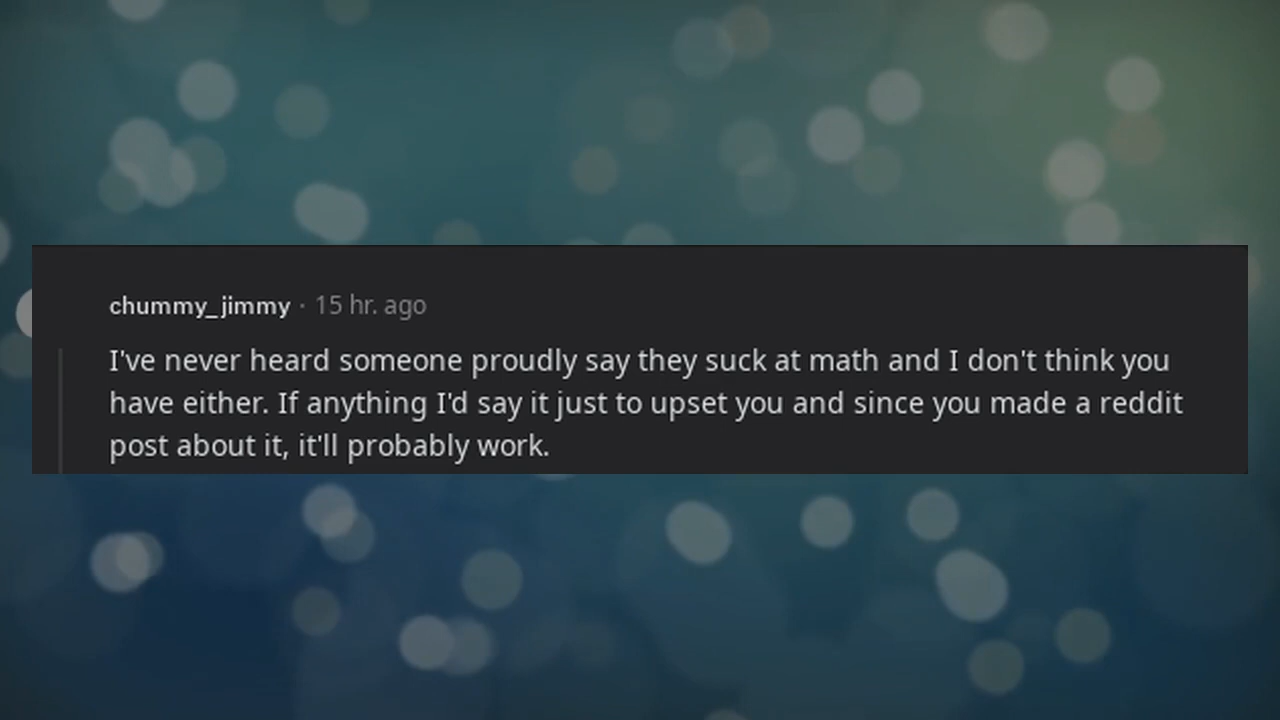 chummy_jimmy · 15 hr. ago
I've never heard someone proudly say they suck at math and I don't think you
have either. If anything I'd say it just to upset you and since you made a reddit
post about it, it'll probably work.